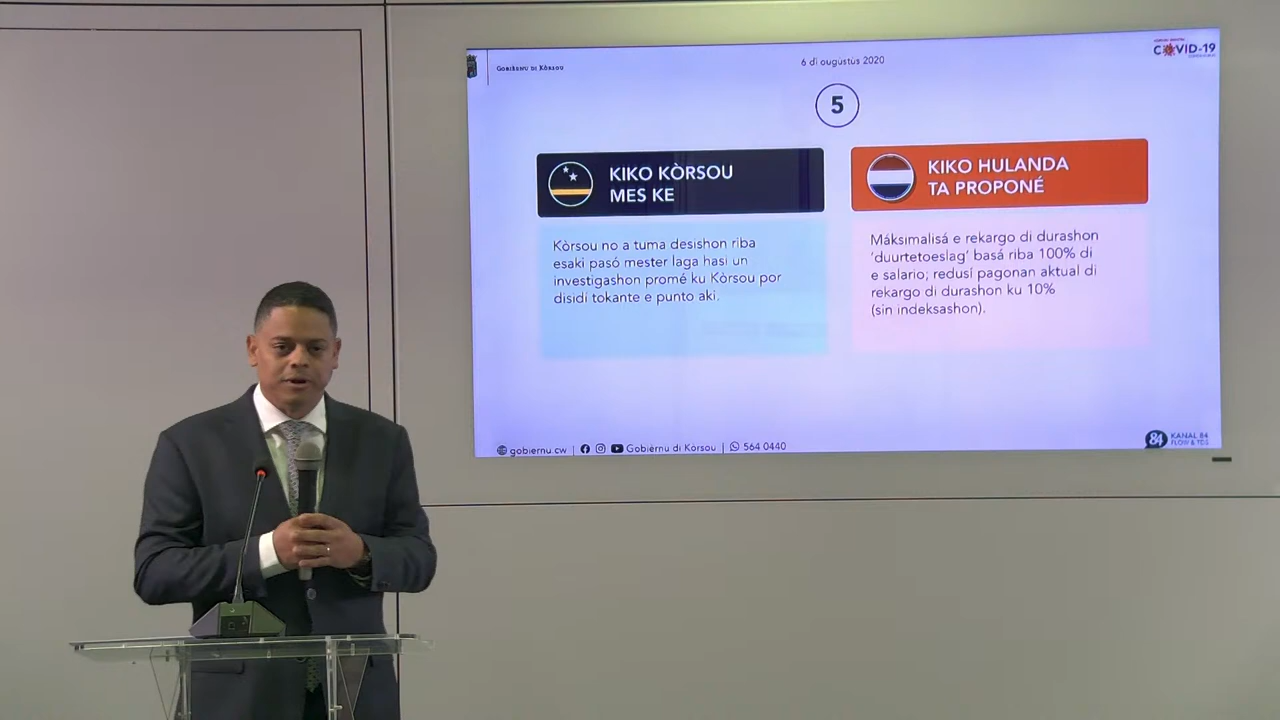 GOBIÈRNU DI KÒRSOU
6 di ougùstùs 2020
COVID-19
5
KIKO KÒRSOU
MES KE
Kòrsou no a tuma desishon riba
esaki pasó mester laga hasi un
investigashon promé ku Kòrsou por
disidí tokante e punto aki.
KIKO HULANDA
TA PROPONÉ
Máksimalisá e rekargo di durashon
'duurtetoeslag' basá riba 100% di
e salario; redusí pagonan aktual di
rekargo di durashon ku 10%
(sin indeksashon).
gobiernu.cw | Gobièrnu di Kòrsou | 564 0440
84 KANAL 84
FLOW & TDS